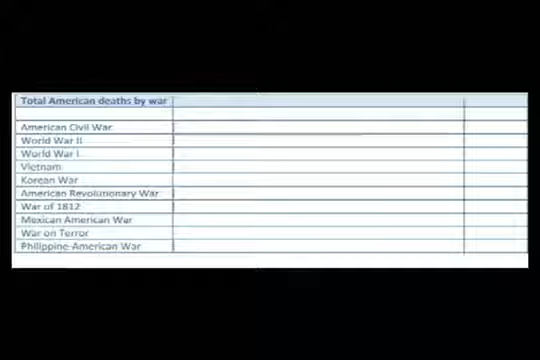 Total American deaths by war
American Civil War
World War II
World War I
Vietnam
Korean War
American Revolutionary War
War of 1812
Mexican American War
War on Terror
Philippine-American War